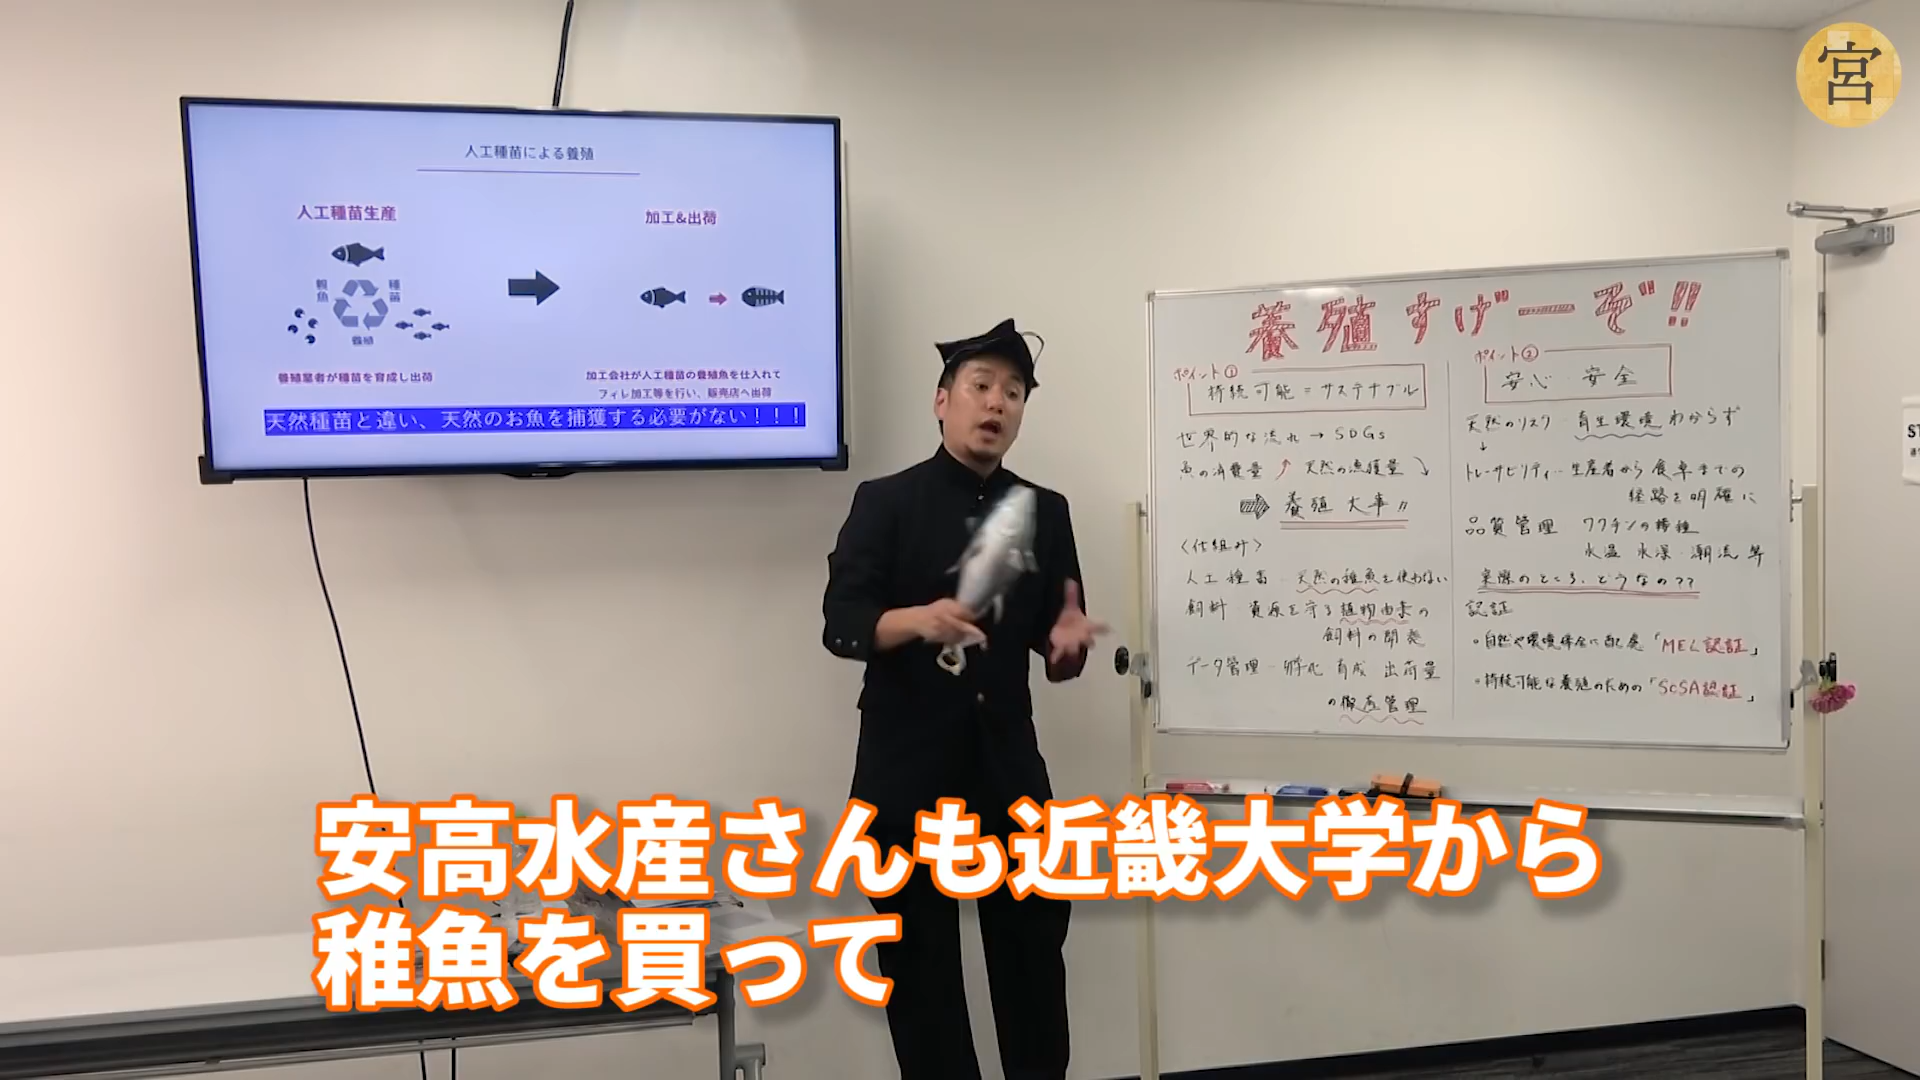 宮
人工種苗による養殖
人工種苗生産
加工&出荷
親魚
種苗
養殖
養殖業者が種苗を育成し出荷
加工会社が人工種苗の養殖魚を仕入れて
フィレ加工等を行い、販売店へ出荷
天然種苗と違い、天然のお魚を捕獲する必要がない！！！
養殖すげーぞ!!
ポイント①
持続可能=サステナブル
世界的な流れ→SDGs
魚の消費量↑天然の漁獲量↘
養殖大事〃
〈仕組み〉
人工種苗…天然の稚魚を使わない
飼料…資源を守る植物由来の
飼料の開発
データ管理…孵化 育成 出荷量
の徹底管理
ポイント②
安心・安全
天然のリスク…育生環境わからず
↓
トレーサビリティ…生産者から食卓までの
経路を明確に
品質管理 ワクチンの接種
水温 水深・潮流 等
実際のところ、どうなの??
認証
・自然や環境保全に配慮「MEL認証」
・持続可能な養殖のための「SCSA認証」
ST
安高水産さんも近畿大学から
稚魚を買って